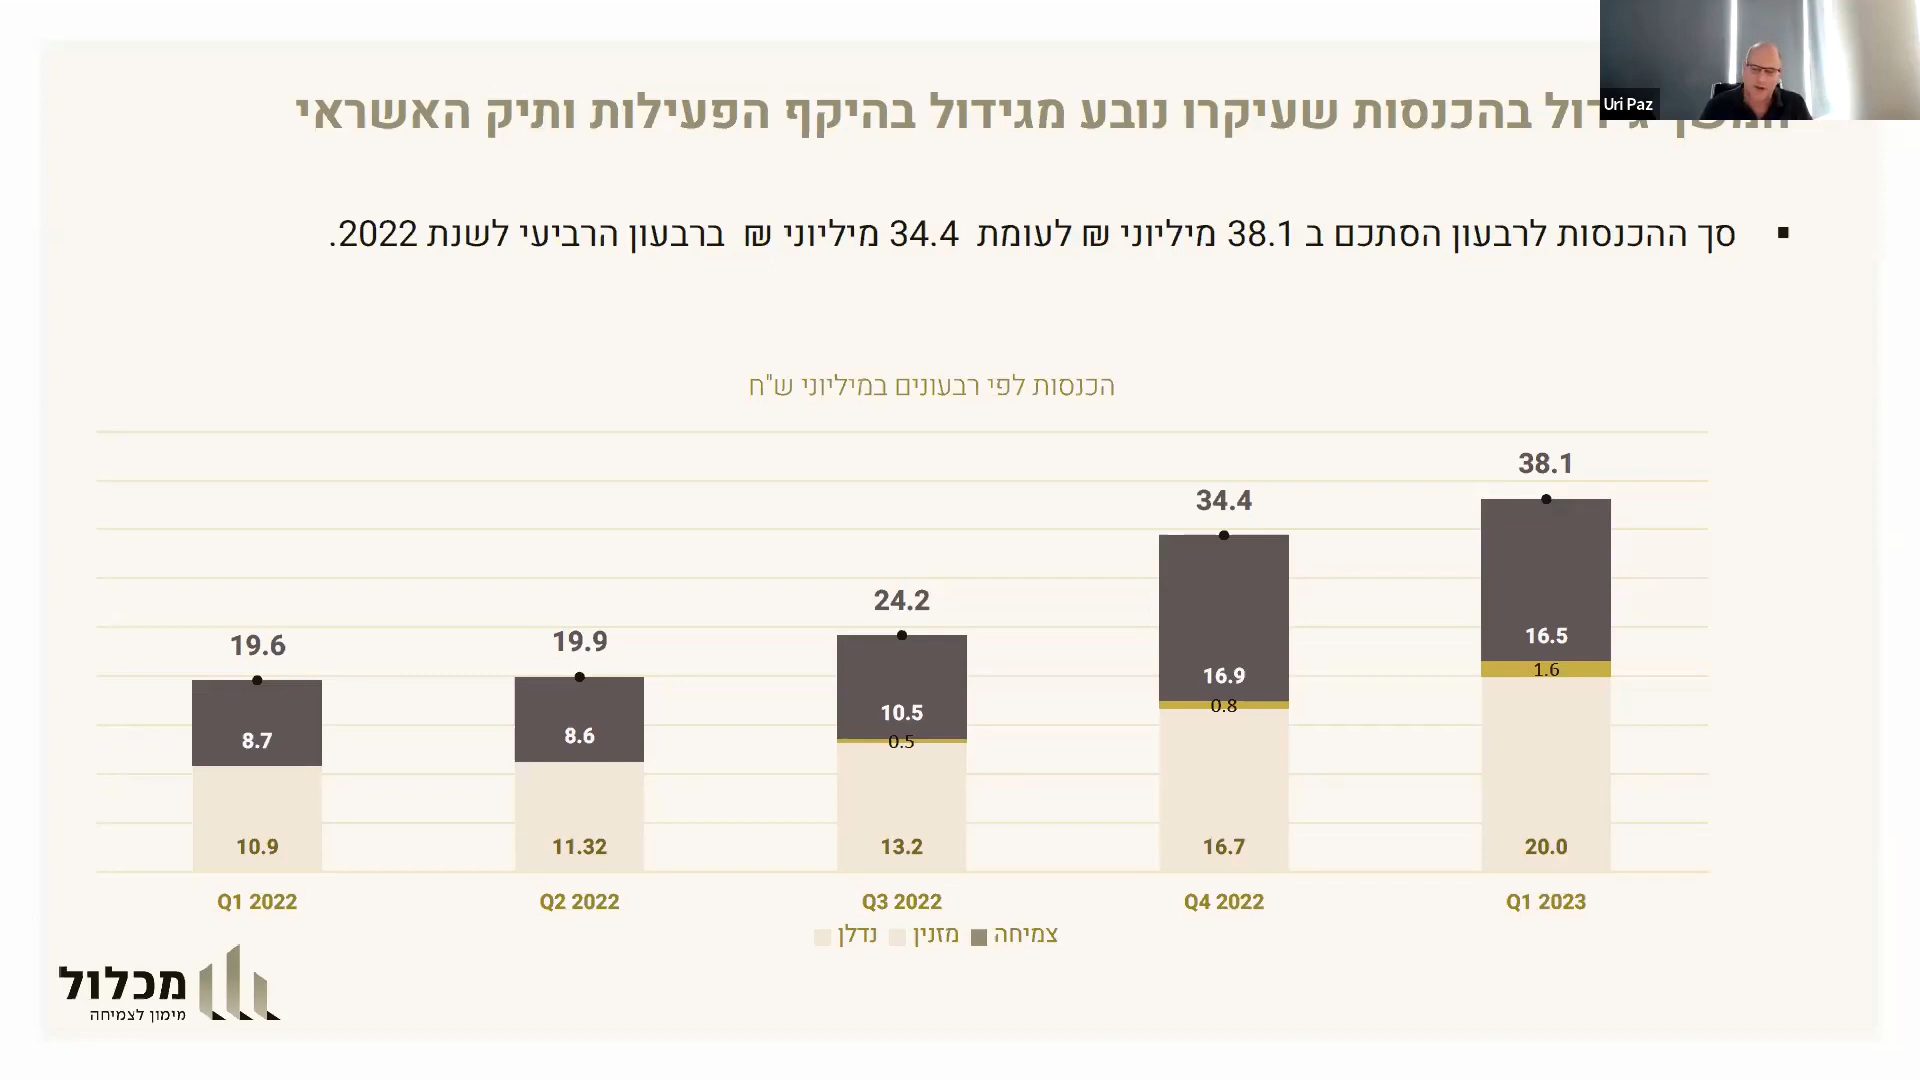 Uri Paz
בהכנסות שעיקרו נובע מגידול בהיקף הפעילות ותיק האשראי
▪ סך ההכנסות לרבעון הסתכם ב 38.1 מיליוני ₪ לעומת 34.4 מיליוני ₪ ברבעון הרביעי לשנת 2022.
הכנסות לפי רבעונים במיליוני ש"ח
19.6 19.9 24.2 34.4 38.1
8.7 8.6 10.5 16.9 16.5
0.5 0.8 1.6
10.9 11.32 13.2 16.7 20.0
Q1 2022 Q2 2022 Q3 2022 Q4 2022 Q1 2023
צמיחה מזנין נדלן
מכלול
מימון לצמיחה